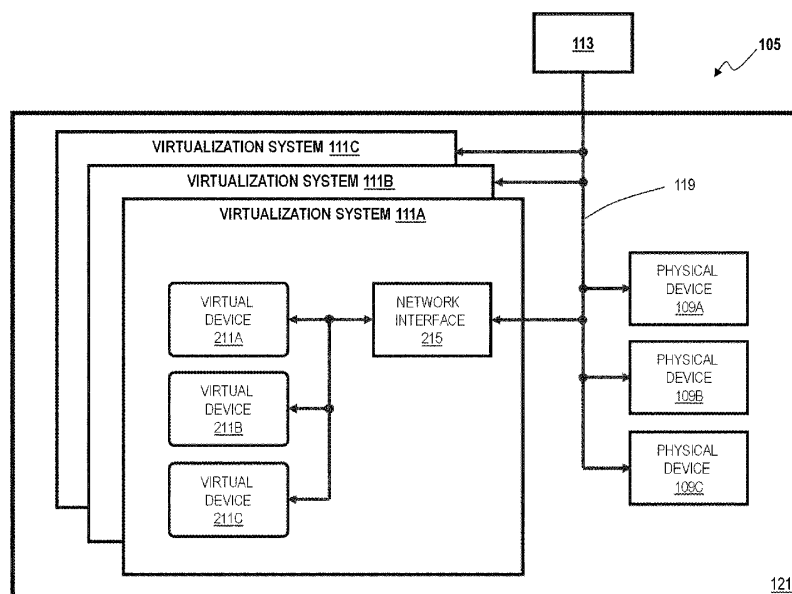 113
105
VIRTUALIZATION SYSTEM 111C
VIRTUALIZATION SYSTEM 111B
VIRTUALIZATION SYSTEM 111A
119
VIRTUAL
DEVICE
211A
NETWORK
INTERFACE
215
PHYSICAL
DEVICE
109A
VIRTUAL
DEVICE
211B
PHYSICAL
DEVICE
109B
VIRTUAL
DEVICE
211C
PHYSICAL
DEVICE
109C
121